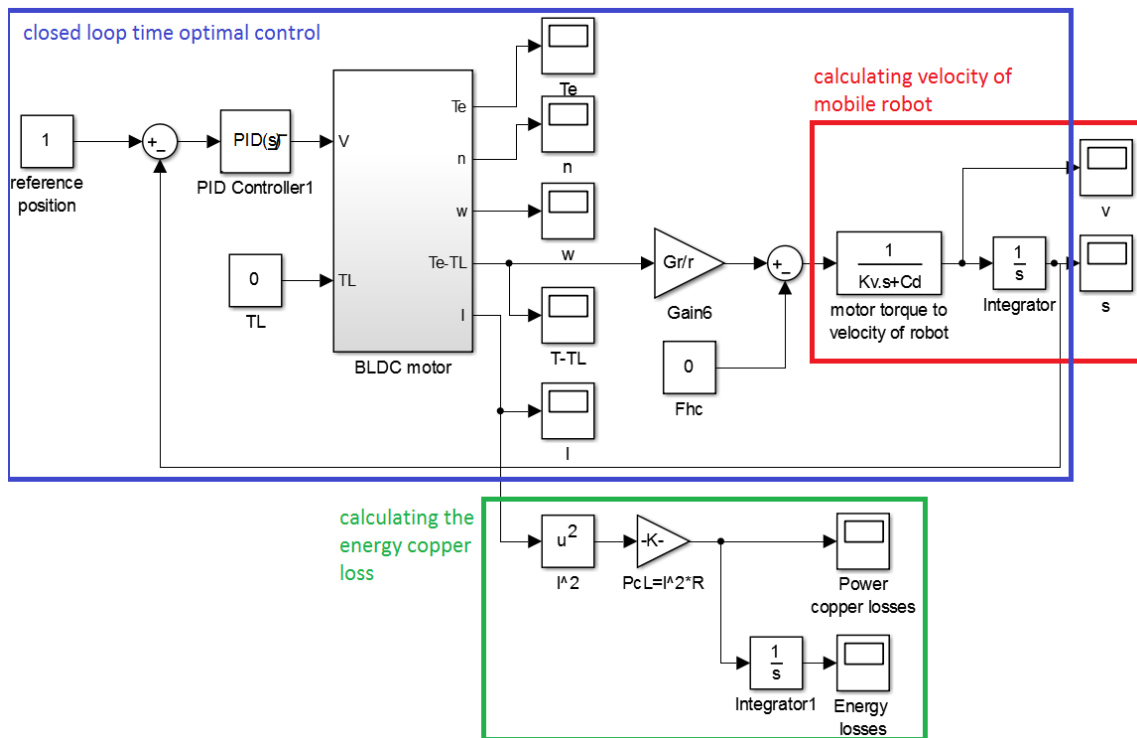 closed loop time optimal control
Te
calculating velocity of
mobile robot
1
+
-
PID(s)
V
Te
n
n
w
w
Te-TL
TL
I
reference
position
PID Controller1
0
TL
BLDC motor
T-TL
I
Gr/r
Gain6
+
-
0
Fhc
1
Kv.s+Cd
motor torque to
velocity of robot
1
s
Integrator
v
s
calculating the
energy copper
loss
u2
I^2
-K-
PcL=I^2*R
Power
copper losses
1
s
Integrator1
Energy
losses